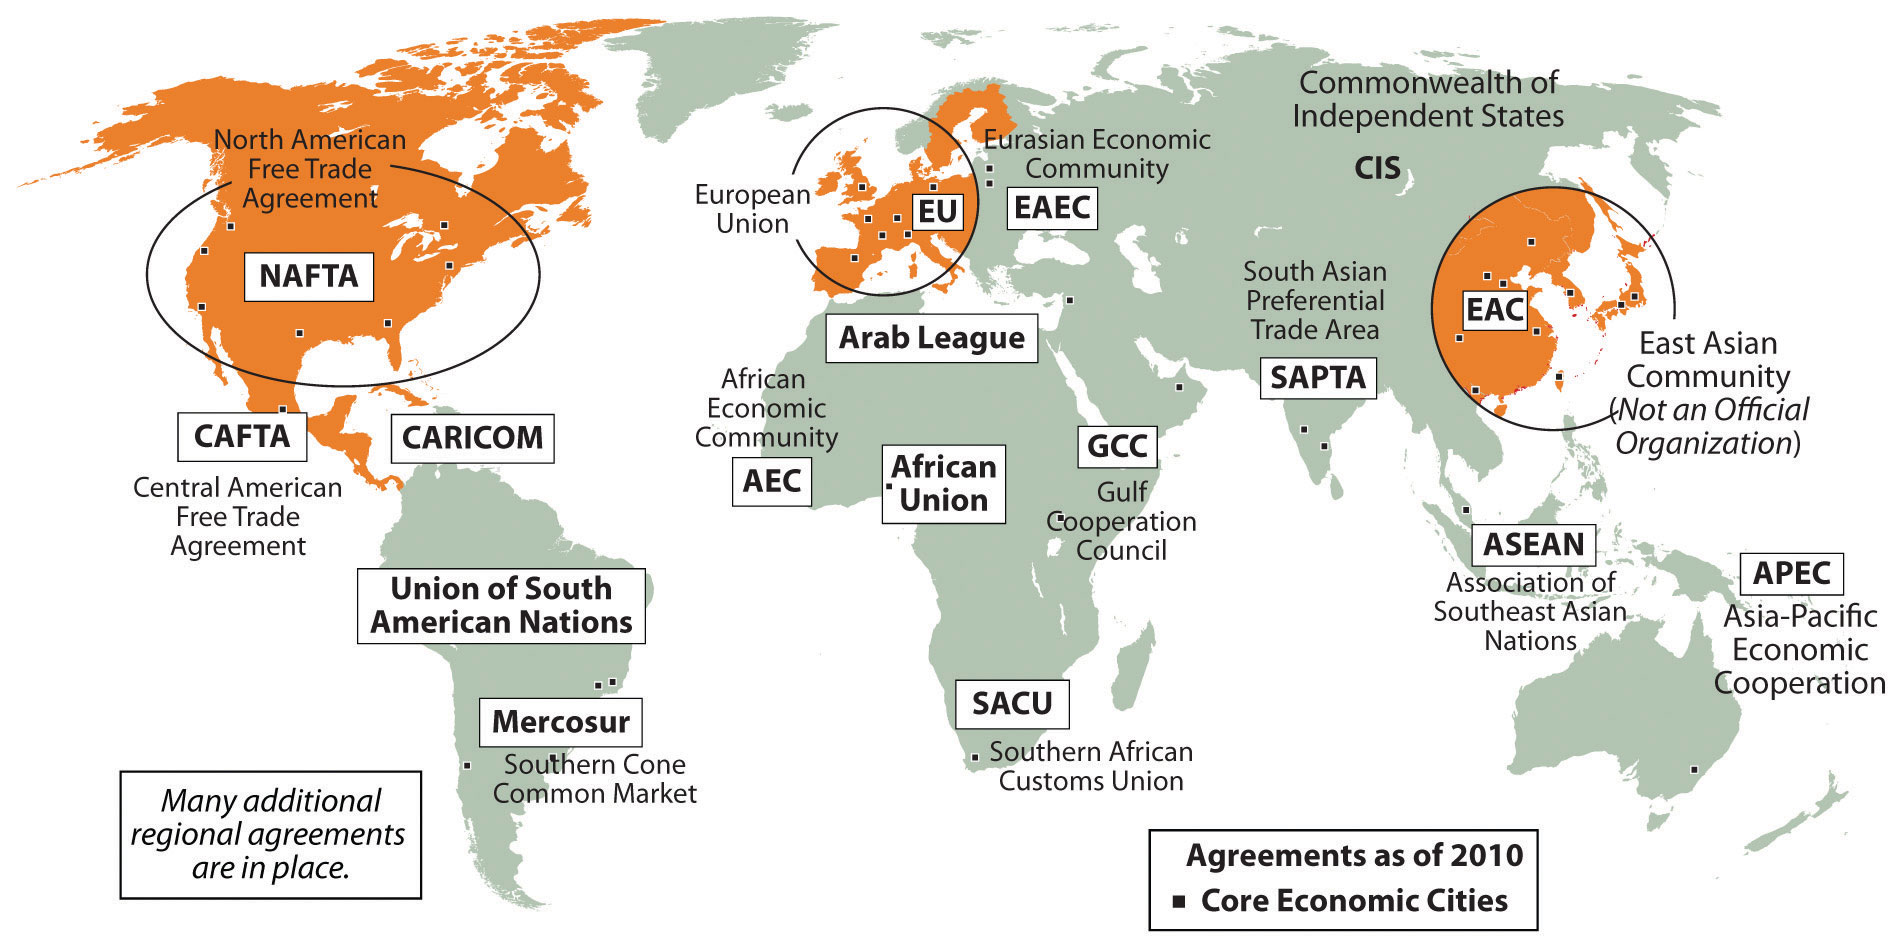 North American
Free Trade
Agreement
NAFTA
CAFTA
Central American
Free Trade
Agreement
CARICOM
Union of South
American Nations
Mercosur
Southern Cone
Common Market
Many additional
regional agreements
are in place.
European
Union
EU
Eurasian Economic
Community
EAEC
Commonwealth of
Independent States
CIS
Arab League
African
Economic
Community
AEC
African
Union
GCC
Gulf
Cooperation
Council
SACU
Southern African
Customs Union
South Asian
Preferential
Trade Area
SAPTA
EAC
East Asian
Community
(Not an Official
Organization)
ASEAN
Association of
Southeast Asian
Nations
APEC
Asia-Pacific
Economic
Cooperation
Agreements as of 2010
Core Economic Cities